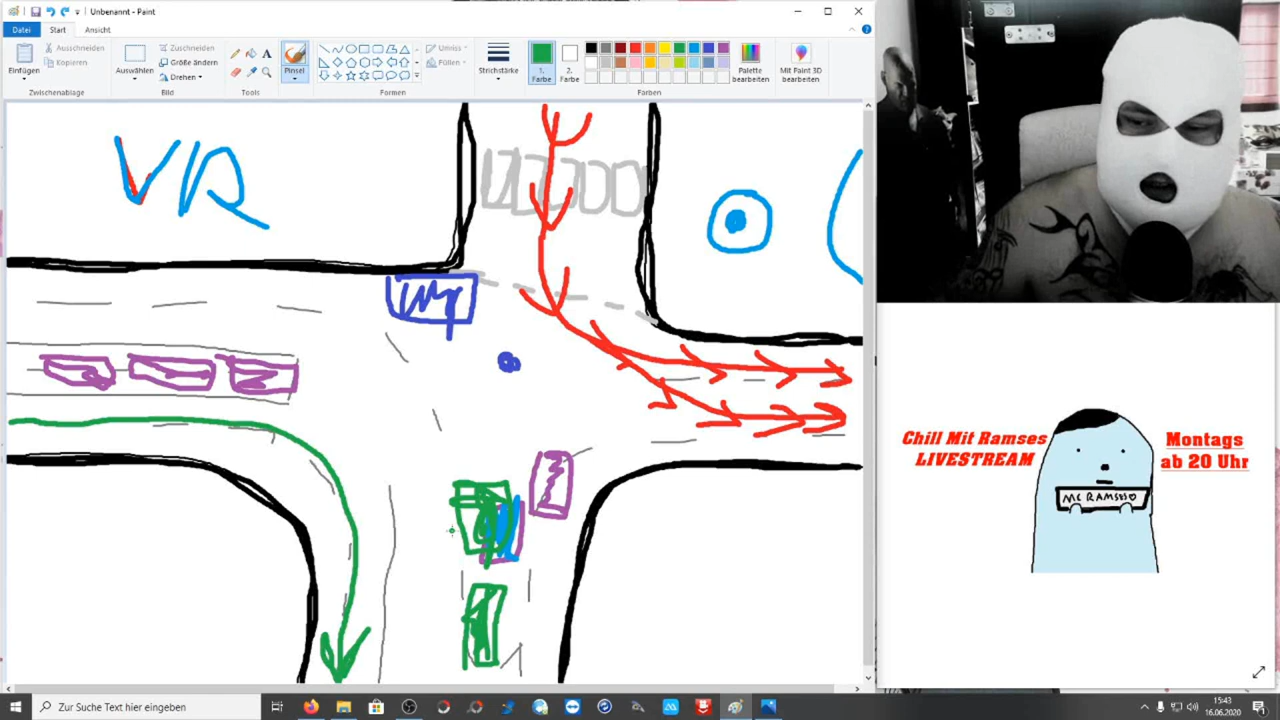 Unbenannt - Paint
Datei Start Ansicht
Einfügen
Ausschneiden
Kopieren
Zwischenablage
Auswählen
Zuschneiden
Größe ändern
Drehen
Bild
A
Tools
Pinsel
Formen
Umriss
Füllen
Strichstärke
1.
Farbe
2.
Farbe
Farben
Palette
bearbeiten
Mit Paint 3D
bearbeiten
VR
Chill Mit Ramses
LIVESTREAM
Montags
ab 20 Uhr
MC RAMSES
Zur Suche Text hier eingeben
15:43
16.06.2020